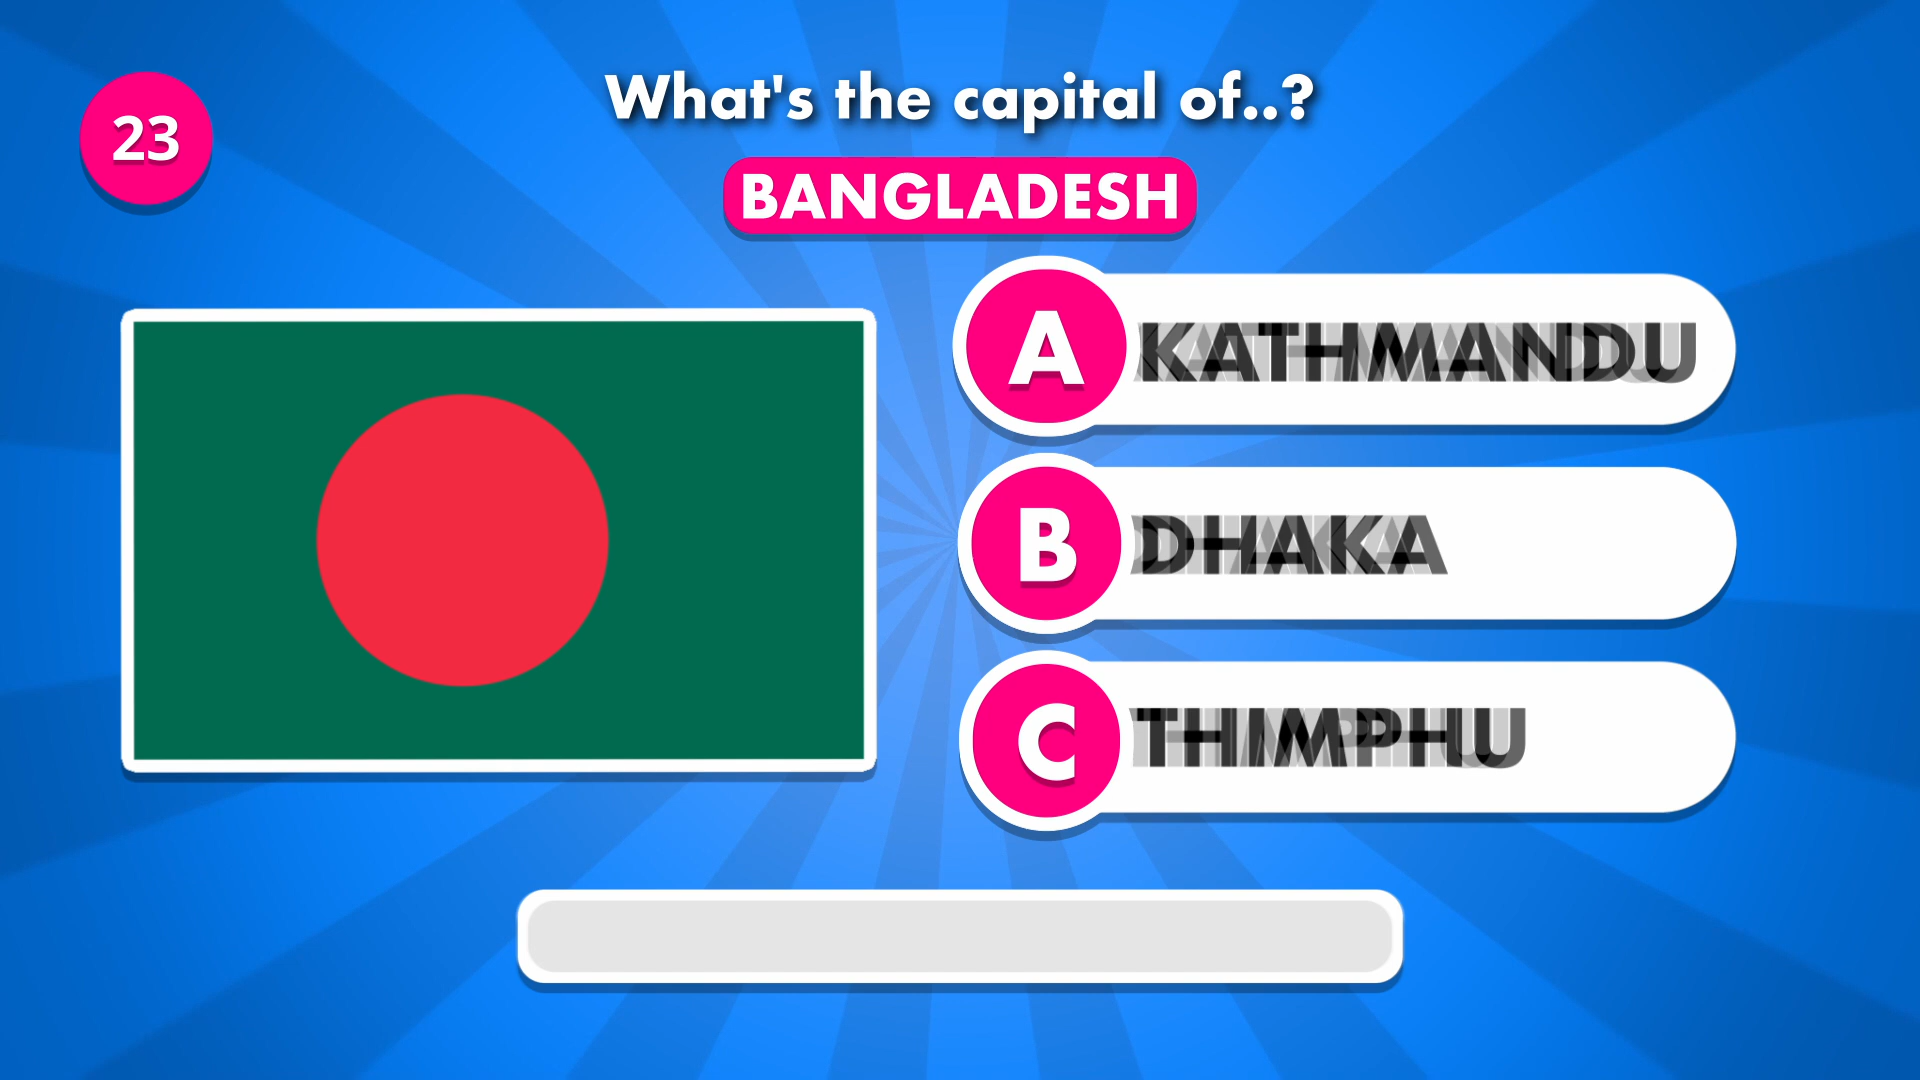 23
What's the capital of..?
BANGLADESH
A KATHMANDU
B DHAKA
C THIMPHU